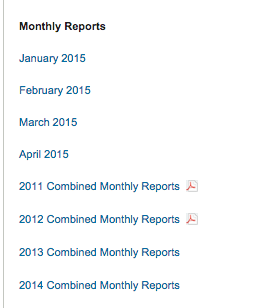 Monthly Reports
January 2015
February 2015
March 2015
April 2015
2011 Combined Monthly Reports
2012 Combined Monthly Reports
2013 Combined Monthly Reports
2014 Combined Monthly Reports